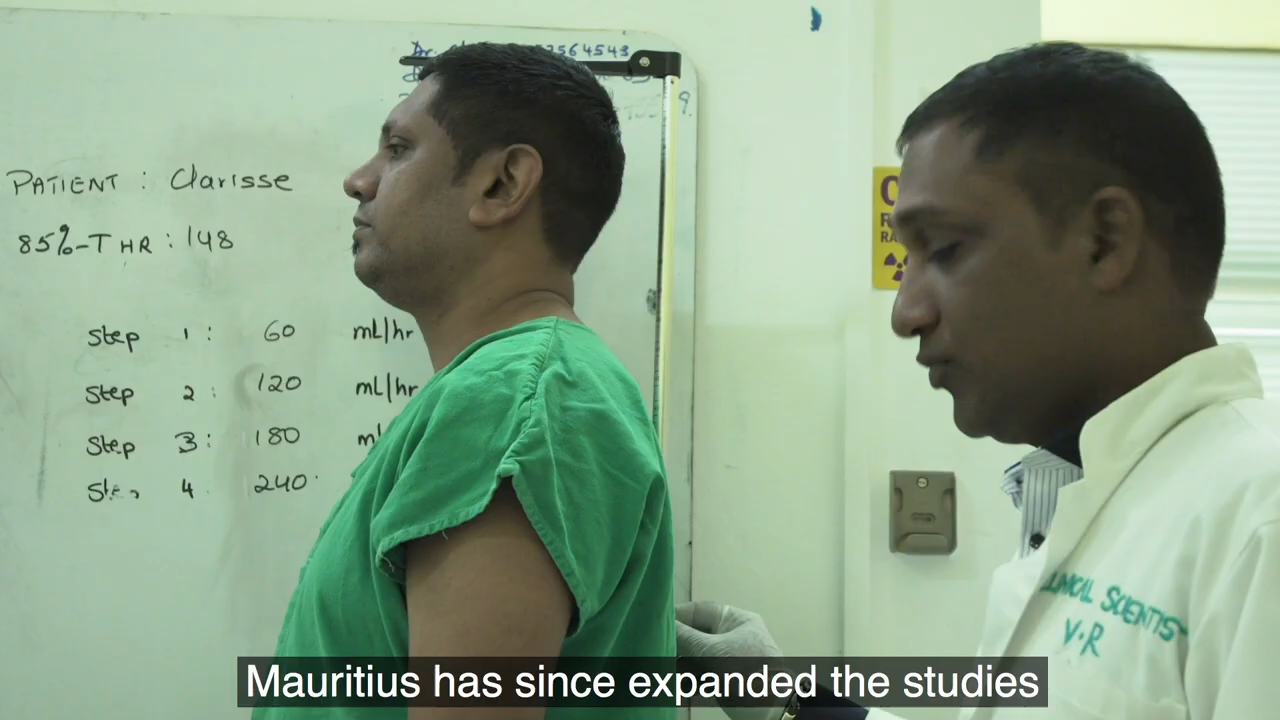 PATIENT : Clarisse
85%-THR : 148
Step 1 : 60 mL/hr
Step 2 : 120 mL/hr
Step 3 : 180
Step 4 240
CLINICAL SCIENTIST
V.R
Mauritius has since expanded the studies